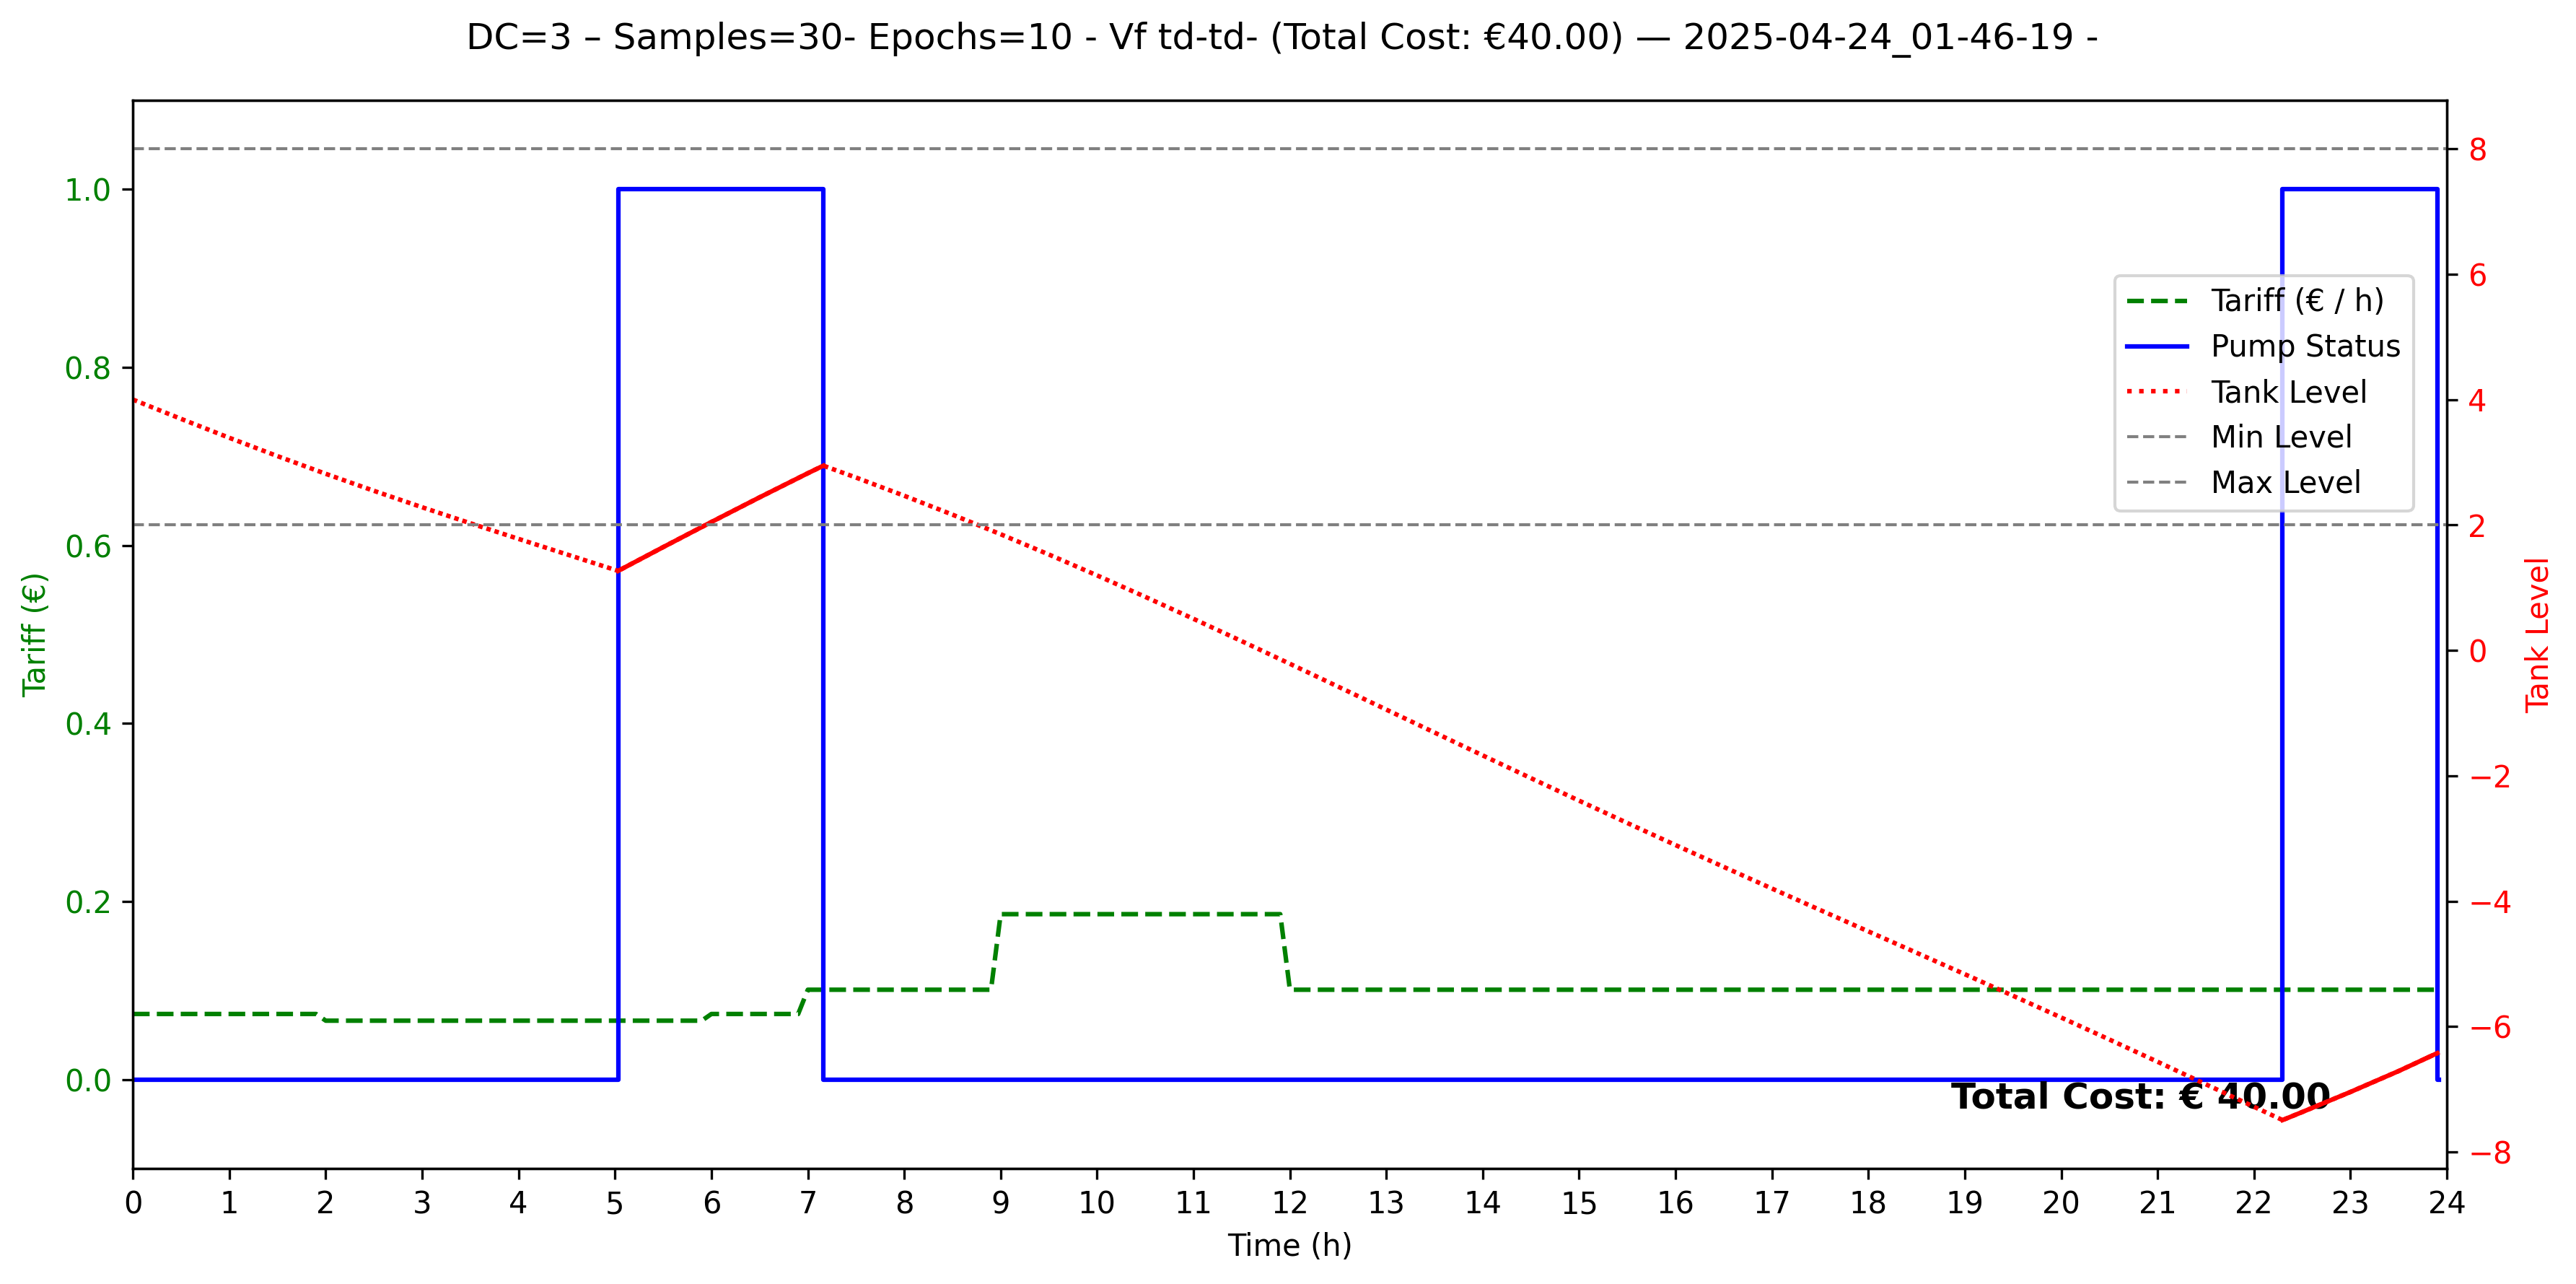 DC=3 – Samples=30- Epochs=10 - Vf td-td- (Total Cost: €40.00) — 2025-04-24_01-46-19 -
1.0
0.8
0.6
0.4
0.2
0.0
Tariff (€)
8
6
4
2
0
−2
−4
−6
−8
Tank Level
Tariff (€ / h)
Pump Status
Tank Level
Min Level
Max Level
Total Cost: € 40.00
0 1 2 3 4 5 6 7 8 9 10 11 12 13 14 15 16 17 18 19 20 21 22 23 24
Time (h)